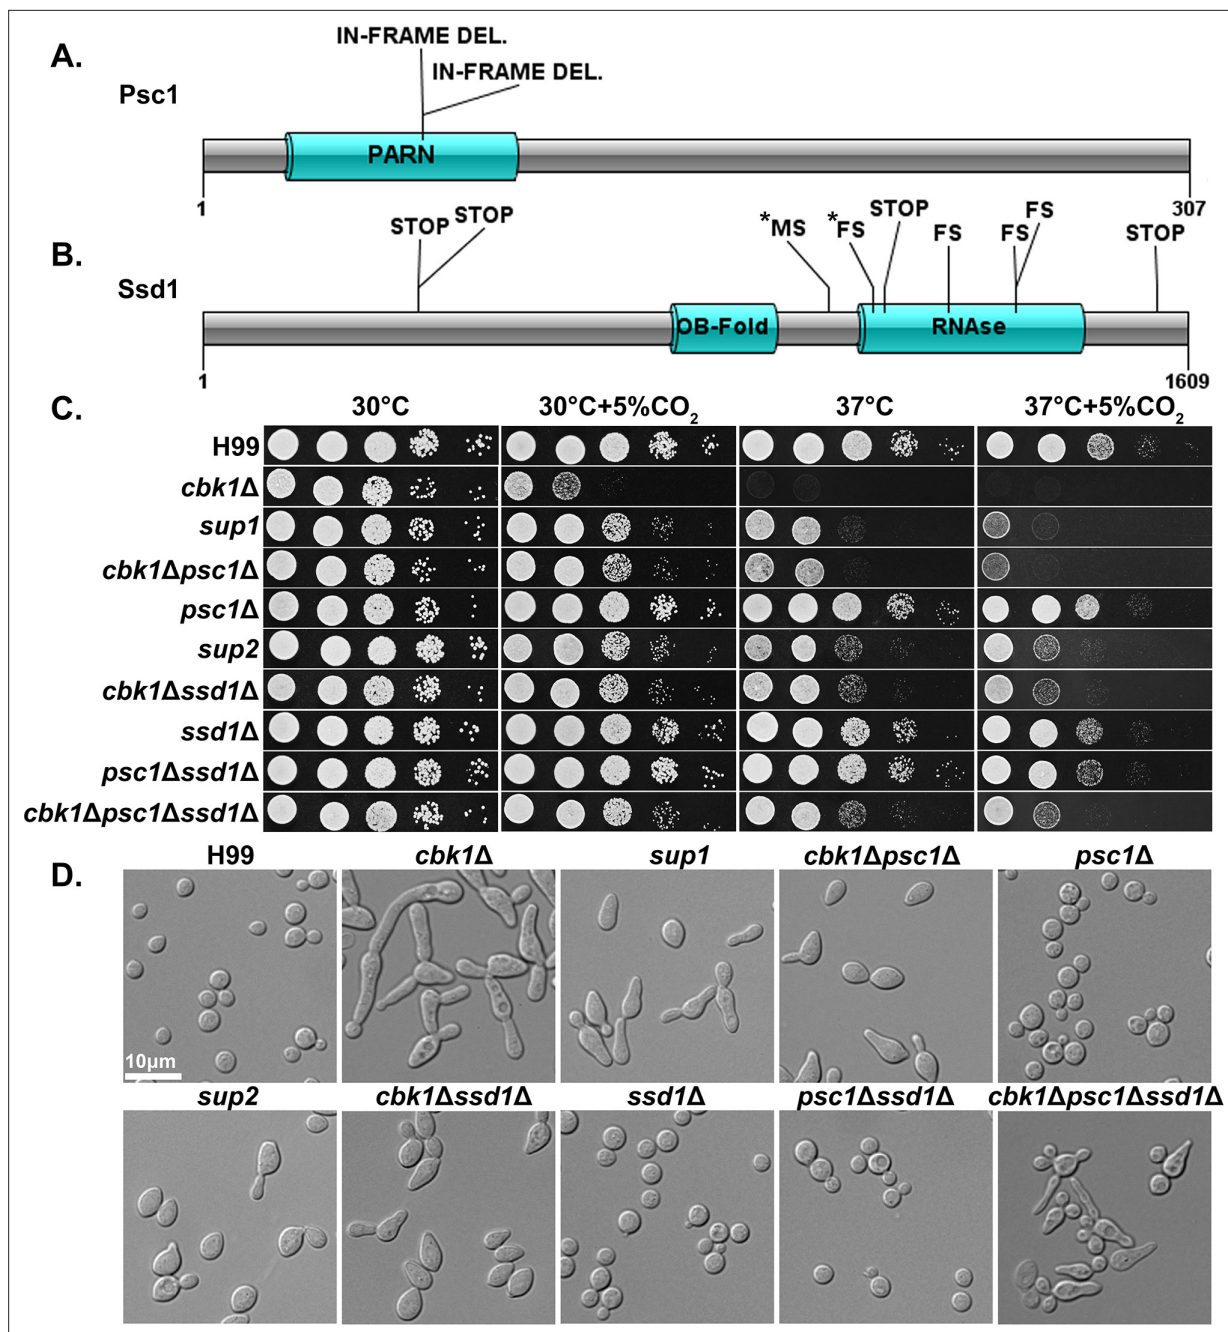 A.
Psc1
IN-FRAME DEL.
IN-FRAME DEL.
PARN
1
307
B.
Ssd1
STOP
STOP
*MS
*FS
STOP
FS
FS
FS
STOP
OB-Fold
RNAse
1
1609
C.
30°C
30°C+5%CO2
37°C
37°C+5%CO2
H99
cbk1Δ
sup1
cbk1Δpsc1Δ
psc1Δ
sup2
cbk1Δssd1Δ
ssd1Δ
psc1Δssd1Δ
cbk1Δpsc1Δssd1Δ
D.
H99
cbk1Δ
sup1
cbk1Δpsc1Δ
psc1Δ
10µm
sup2
cbk1Δssd1Δ
ssd1Δ
psc1Δssd1Δ
cbk1Δpsc1Δssd1Δ